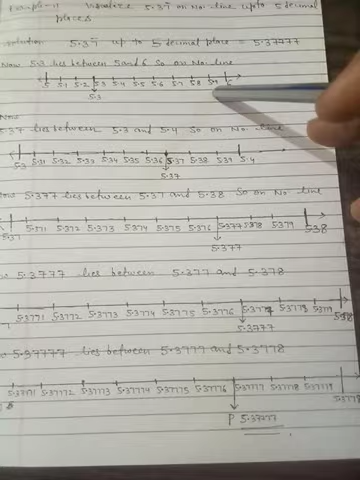 Visualize 5.37̄ on No. line upto 5 decimal
places
Solution 5.37̄ up to 5 decimal place = 5.37777
Now 5.3 lies between 5 and 6 So on No. line
5 5.1 5.2 5.3 5.4 5.5 5.6 5.7 5.8 5.9
5.3
Now
5.37 lies between 5.3 and 5.4 So on No. line
5.3 5.31 5.32 5.33 5.34 5.35 5.36 5.37 5.38 5.39 5.4
5.37
Now 5.377 lies between 5.37 and 5.38 So on No. line
5.37 5.371 5.372 5.373 5.374 5.375 5.376 5.377 5.378 5.379 5.38
5.377
5.3777 lies between 5.377 and 5.378
5.3771 5.3772 5.3773 5.3774 5.3775 5.3776 5.3777 5.3778 5.3779
5.3777
5.37777 lies between 5.3777 and 5.3778
5.37771 5.37772 5.37773 5.37774 5.37775 5.37776 5.37777 5.37778 5.37779 5.3778
P 5.37777